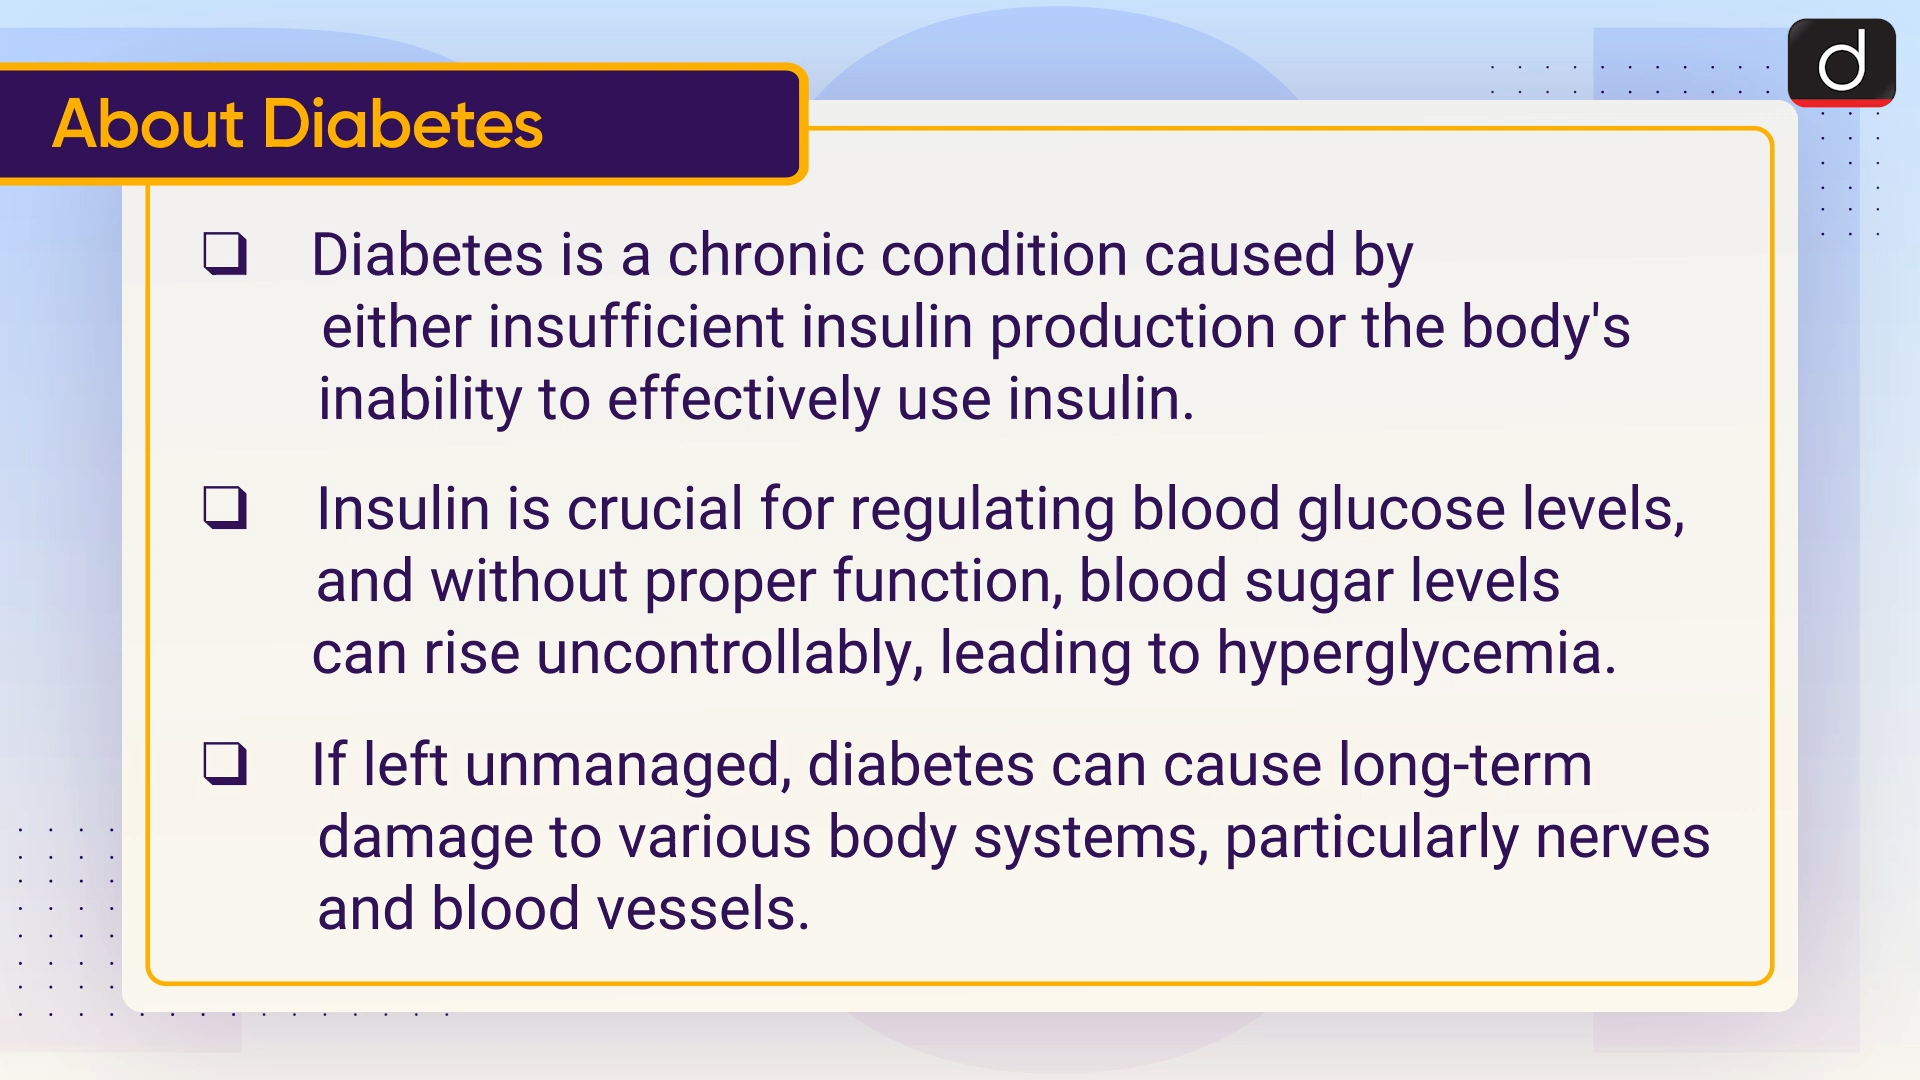 d
About Diabetes
❑ Diabetes is a chronic condition caused by
either insufficient insulin production or the body's
inability to effectively use insulin.
❑ Insulin is crucial for regulating blood glucose levels,
and without proper function, blood sugar levels
can rise uncontrollably, leading to hyperglycemia.
❑ If left unmanaged, diabetes can cause long-term
damage to various body systems, particularly nerves
and blood vessels.